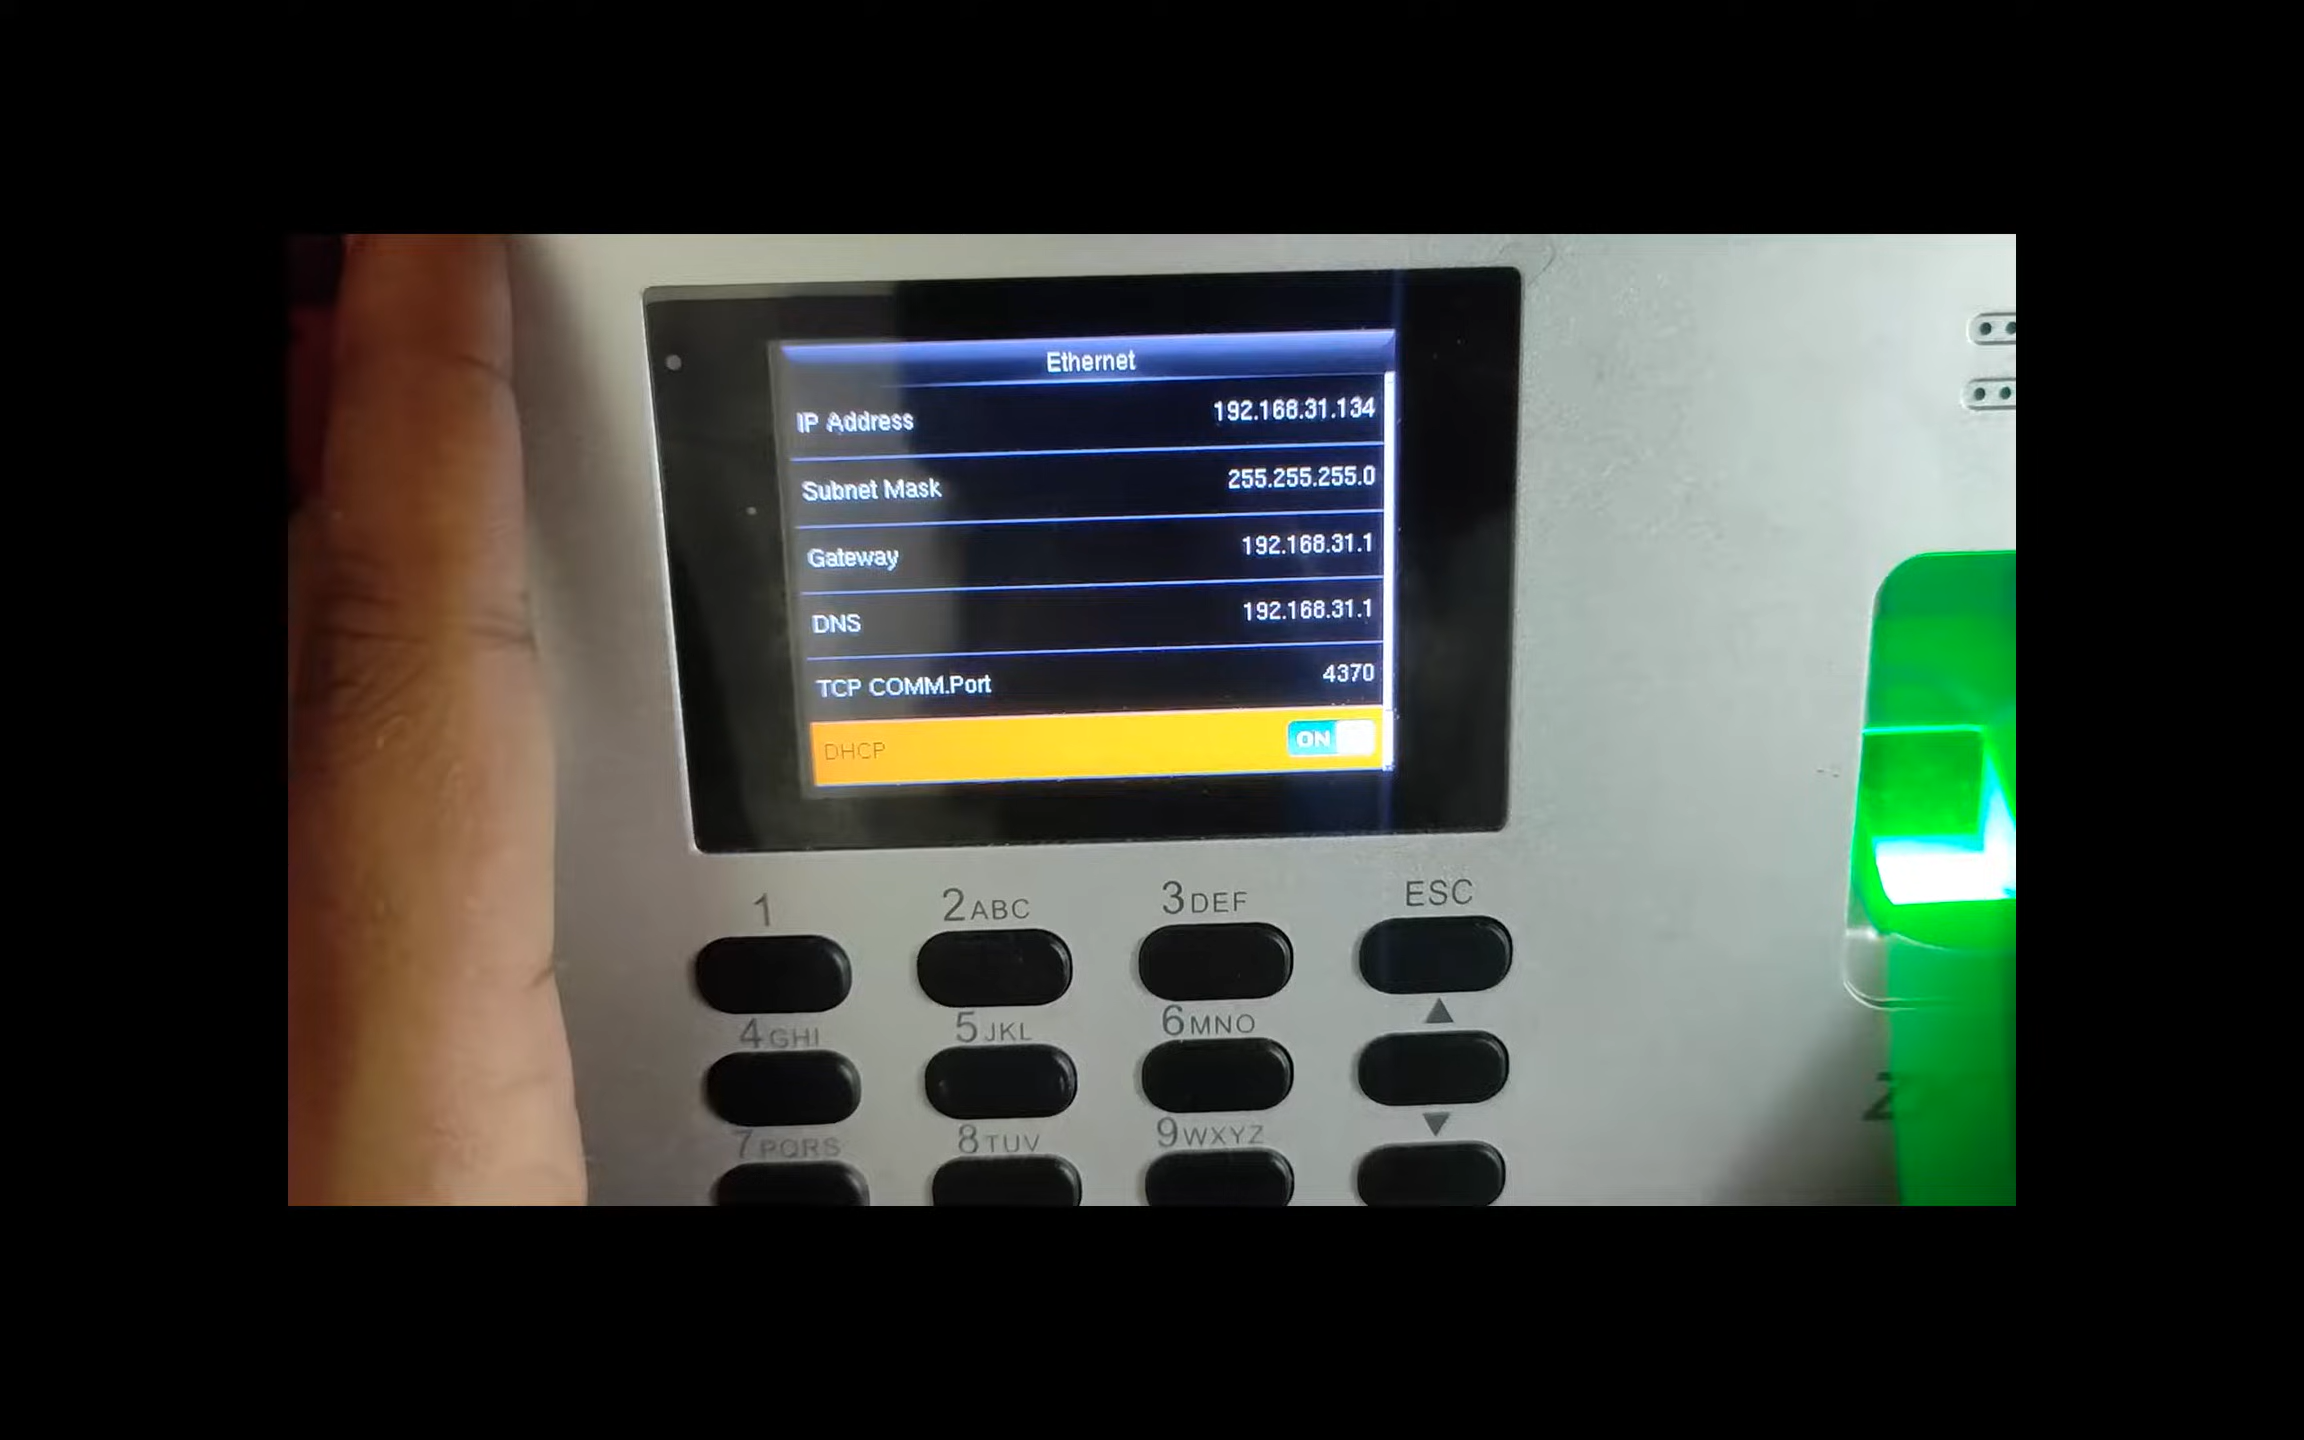 Ethernet
IP Address 192.168.31.134
Subnet Mask 255.255.255.0
Gateway 192.168.31.1
DNS 192.168.31.1
TCP COMM.Port 4370
DHCP ON
1 2ABC 3DEF ESC
4GHI 5JKL 6MNO ▲
7PQRS 8TUV 9WXYZ ▼